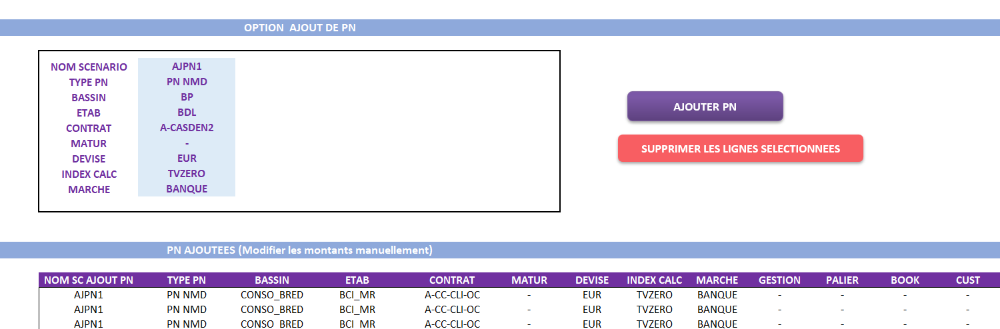 OPTION  AJOUT DE PN
NOM SCENARIO AJPN1
TYPE PN PN NMD
BASSIN BP
ETAB BDL
CONTRAT A-CASDEN2
MATUR -
DEVISE EUR
INDEX CALC TVZERO
MARCHE BANQUE
AJOUTER PN
SUPPRIMER LES LIGNES SELECTIONNEES
PN AJOUTEES (Modifier les montants manuellement)
NOM SC AJOUT PN TYPE PN BASSIN ETAB CONTRAT MATUR DEVISE INDEX CALC MARCHE GESTION PALIER BOOK CUST
AJPN1 PN NMD CONSO_BRED BCI_MR A-CC-CLI-OC - EUR TVZERO BANQUE - - - -
AJPN1 PN NMD CONSO_BRED BCI_MR A-CC-CLI-OC - EUR TVZERO BANQUE - - - -
AJPN1 PN NMD CONSO_BRED BCI_MR A-CC-CLI-OC - EUR TVZERO BANQUE - - - -